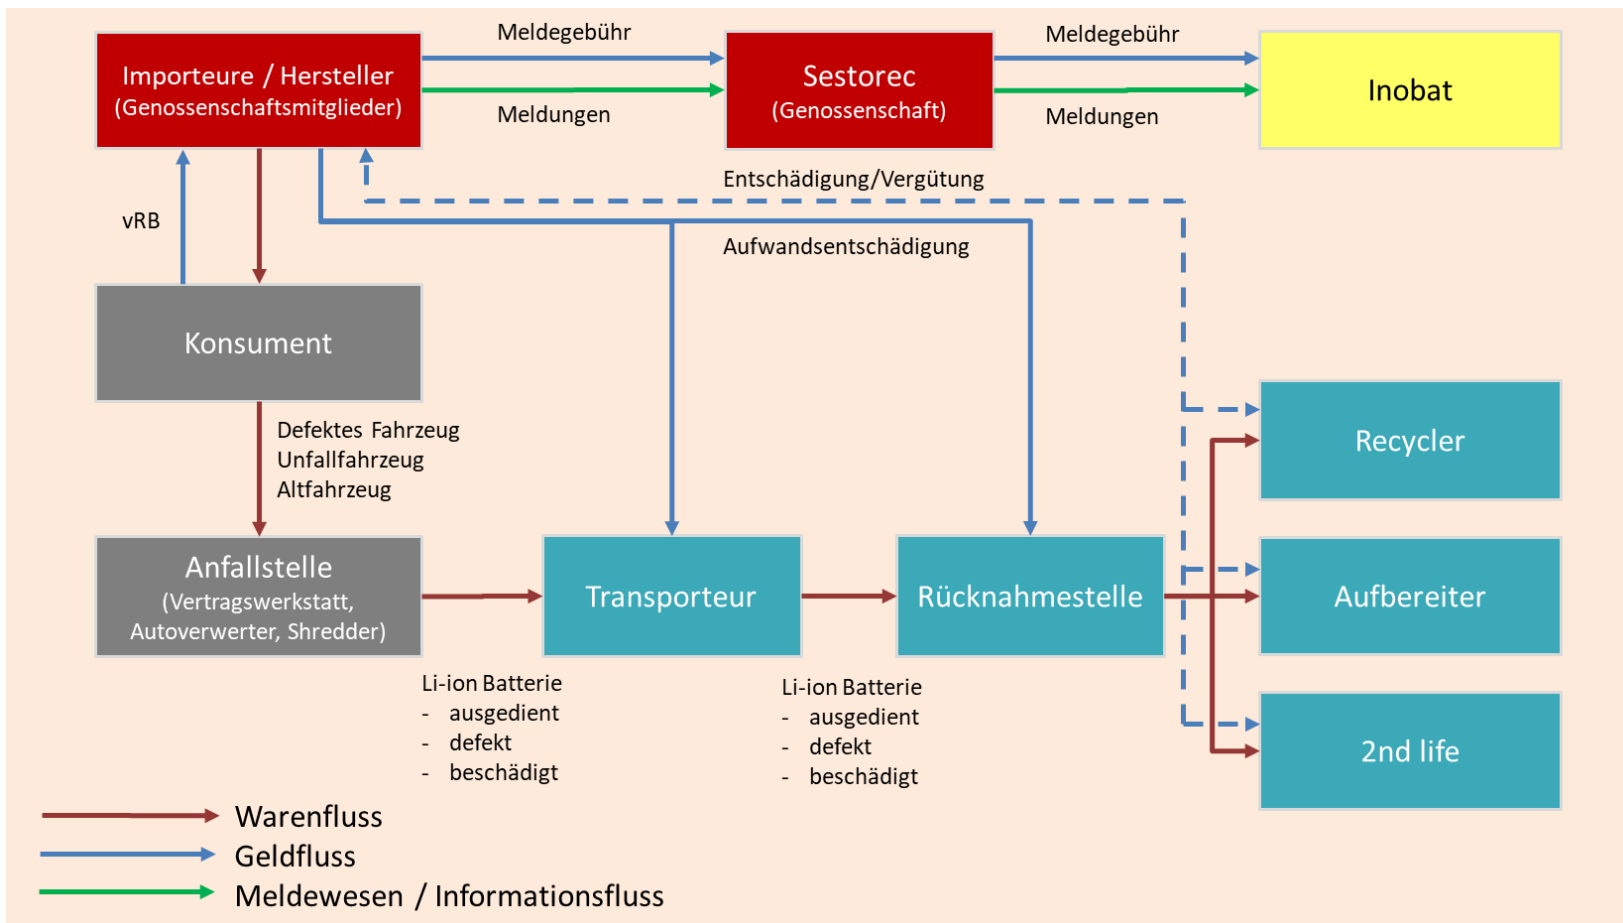 Meldegebühr
Meldegebühr
Importeure / Hersteller
(Genossenschaftsmitglieder)
Sestorec
(Genossenschaft)
Inobat
Meldungen
Meldungen
Entschädigung/Vergütung
vRB
Aufwandsentschädigung
Konsument
Defektes Fahrzeug
Unfallfahrzeug
Altfahrzeug
Recycler
Anfallstelle
(Vertragswerkstatt,
Autoverwerter, Shredder)
Transporteur
Rücknahmestelle
Aufbereiter
Li-ion Batterie
- ausgedient
- defekt
- beschädigt
Li-ion Batterie
- ausgedient
- defekt
- beschädigt
2nd life
Warenfluss
Geldfluss
Meldewesen / Informationsfluss